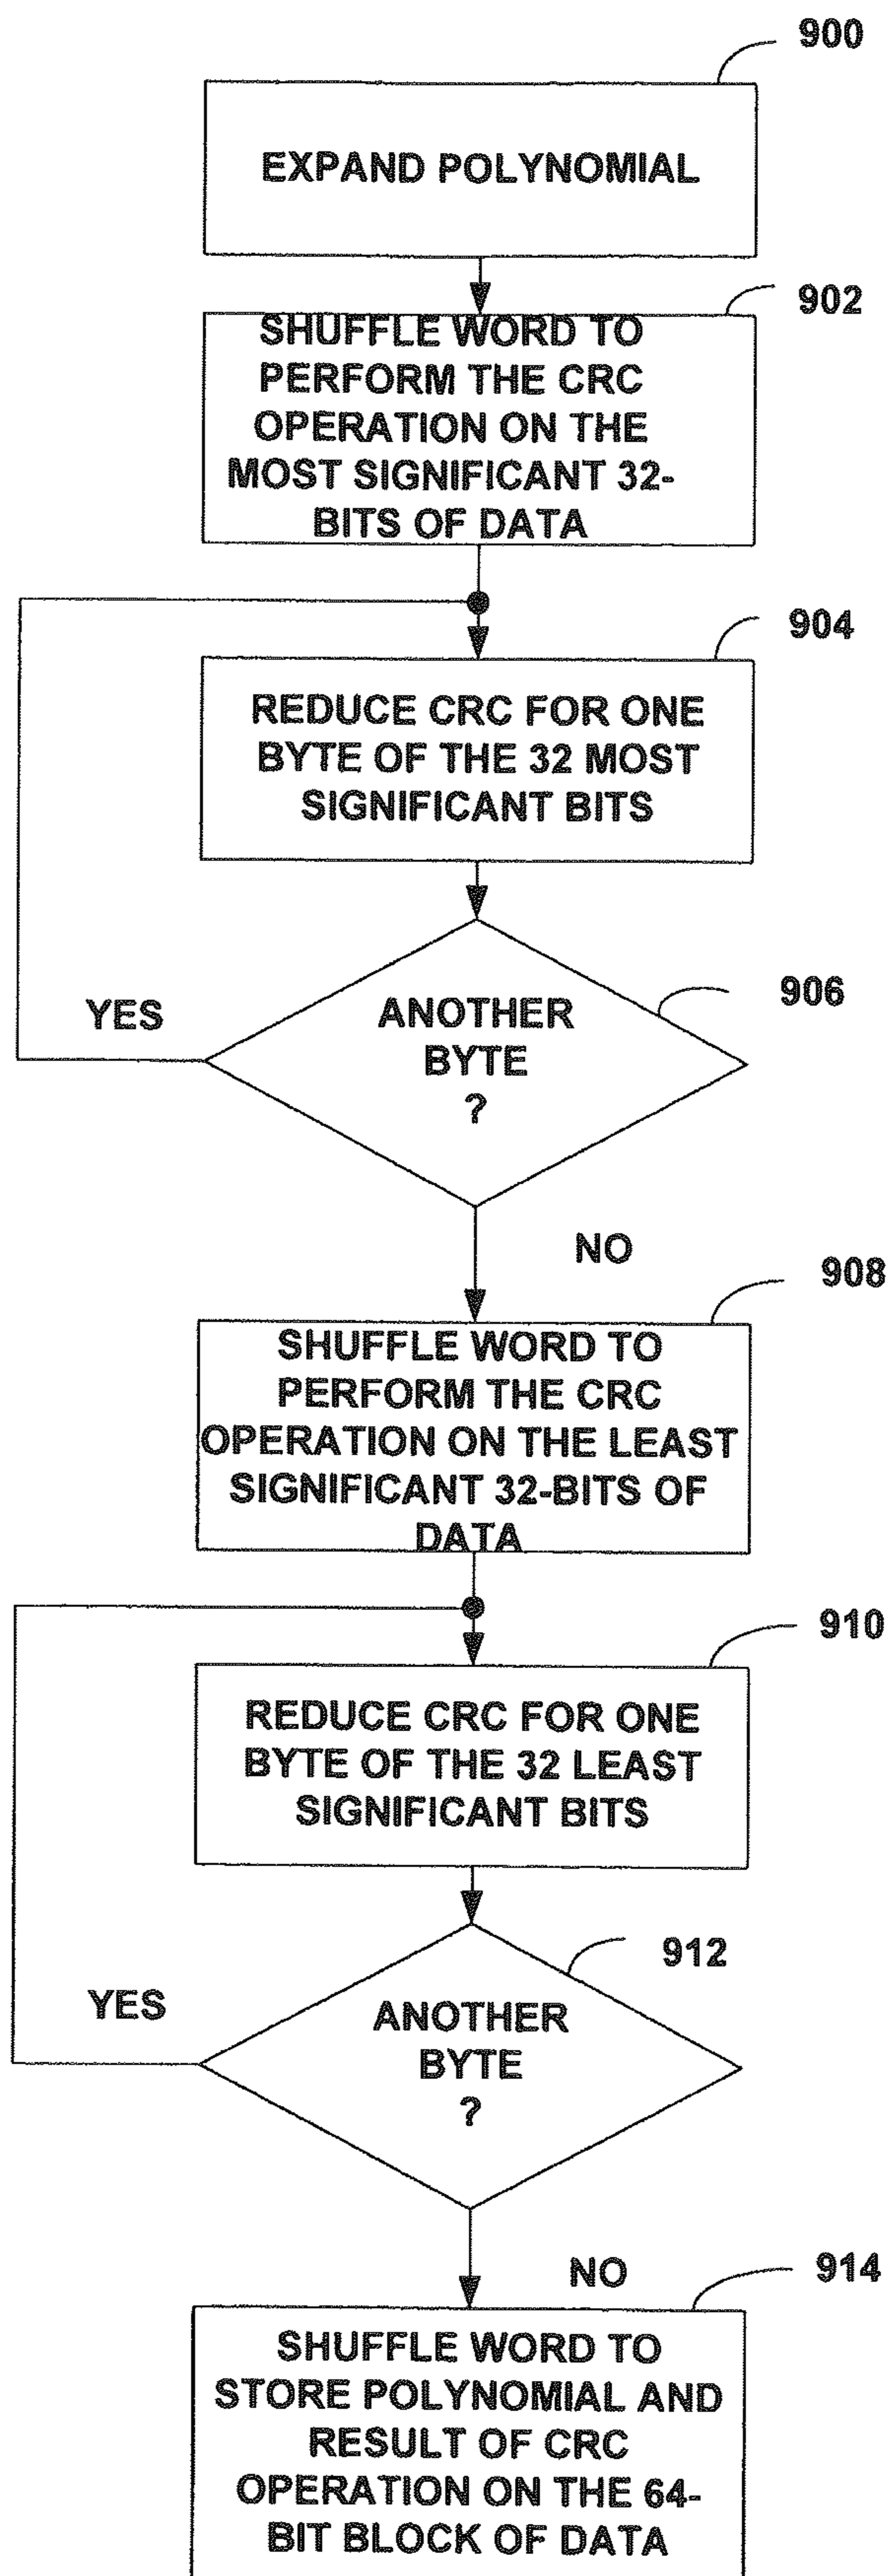 900
EXPAND POLYNOMIAL
902
SHUFFLE WORD TO
PERFORM THE CRC
OPERATION ON THE
MOST SIGNIFICANT 32-
BITS OF DATA
904
REDUCE CRC FOR ONE
BYTE OF THE 32 MOST
SIGNIFICANT BITS
906
YES
ANOTHER
BYTE
?
NO
908
SHUFFLE WORD TO
PERFORM THE CRC
OPERATION ON THE LEAST
SIGNIFICANT 32-BITS OF
DATA
910
REDUCE CRC FOR ONE
BYTE OF THE 32 LEAST
SIGNIFICANT BITS
912
YES
ANOTHER
BYTE
?
NO
914
SHUFFLE WORD TO
STORE POLYNOMIAL AND
RESULT OF CRC
OPERATION ON THE 64-
BIT BLOCK OF DATA